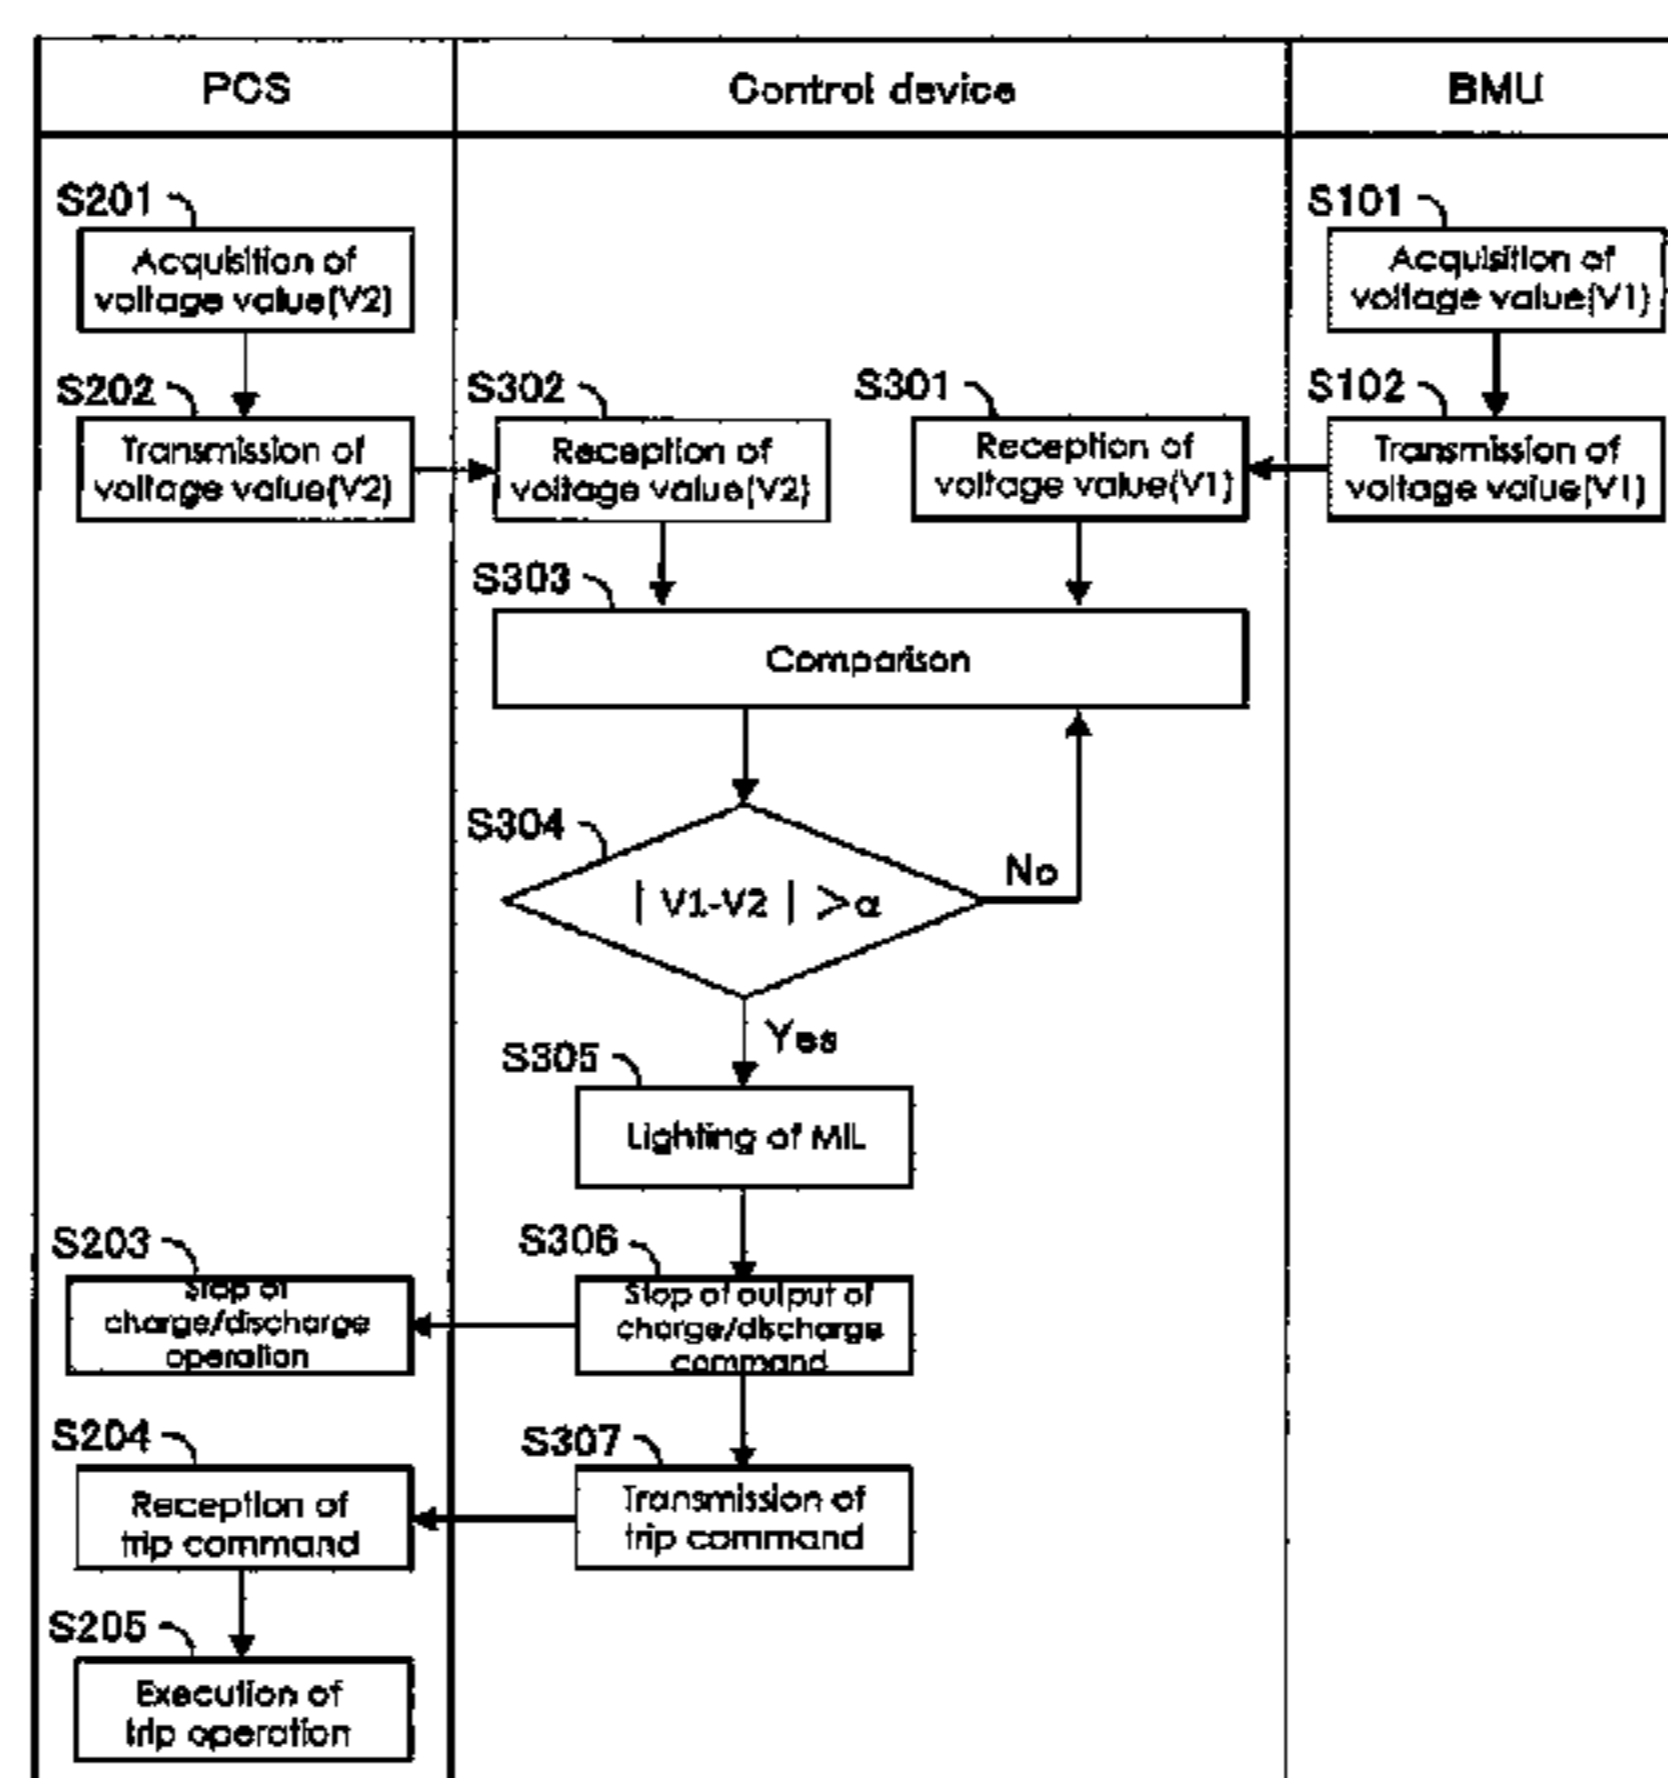 PCS
Control device
BMU
S201
Acquisition of
voltage value(V2)
S101
Acquisition of
voltage value(V1)
S202
Transmission of
voltage value(V2)
S302
Reception of
voltage value(V2)
S301
Reception of
voltage value(V1)
S102
Transmission of
voltage value(V1)
S303
Comparison
S304
| V1-V2 | >α
No
Yes
S305
Lighting of MIL
S203
Stop of
charge/discharge
operation
S306
Stop of output of
charge/discharge
command
S204
Reception of
trip command
S307
Transmission of
trip command
S205
Execution of
trip operation